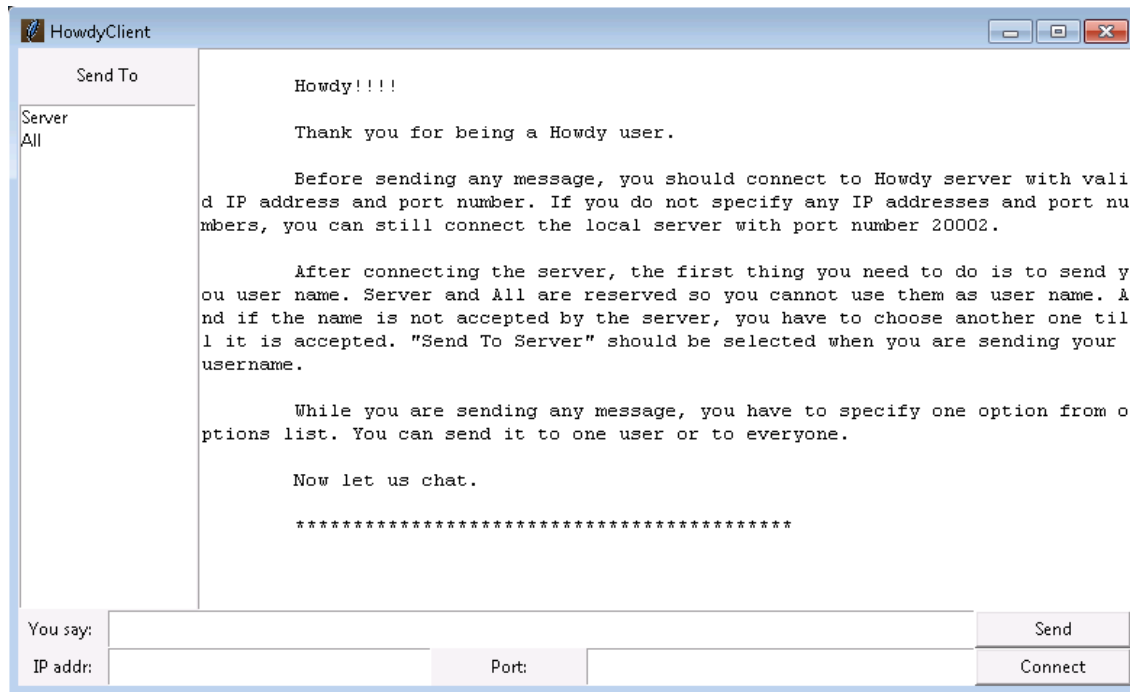 HowdyClient
Send To
Server
All
Howdy!!!!
Thank you for being a Howdy user.
Before sending any message, you should connect to Howdy server with vali
d IP address and port number. If you do not specify any IP addresses and port nu
mbers, you can still connect the local server with port number 20002.
After connecting the server, the first thing you need to do is to send y
ou user name. Server and All are reserved so you cannot use them as user name. A
nd if the name is not accepted by the server, you have to choose another one til
l it is accepted. "Send To Server" should be selected when you are sending your
username.
While you are sending any message, you have to specify one option from o
ptions list. You can send it to one user or to everyone.
Now let us chat.
*******************************************
You say:
Send
IP addr:
Port:
Connect